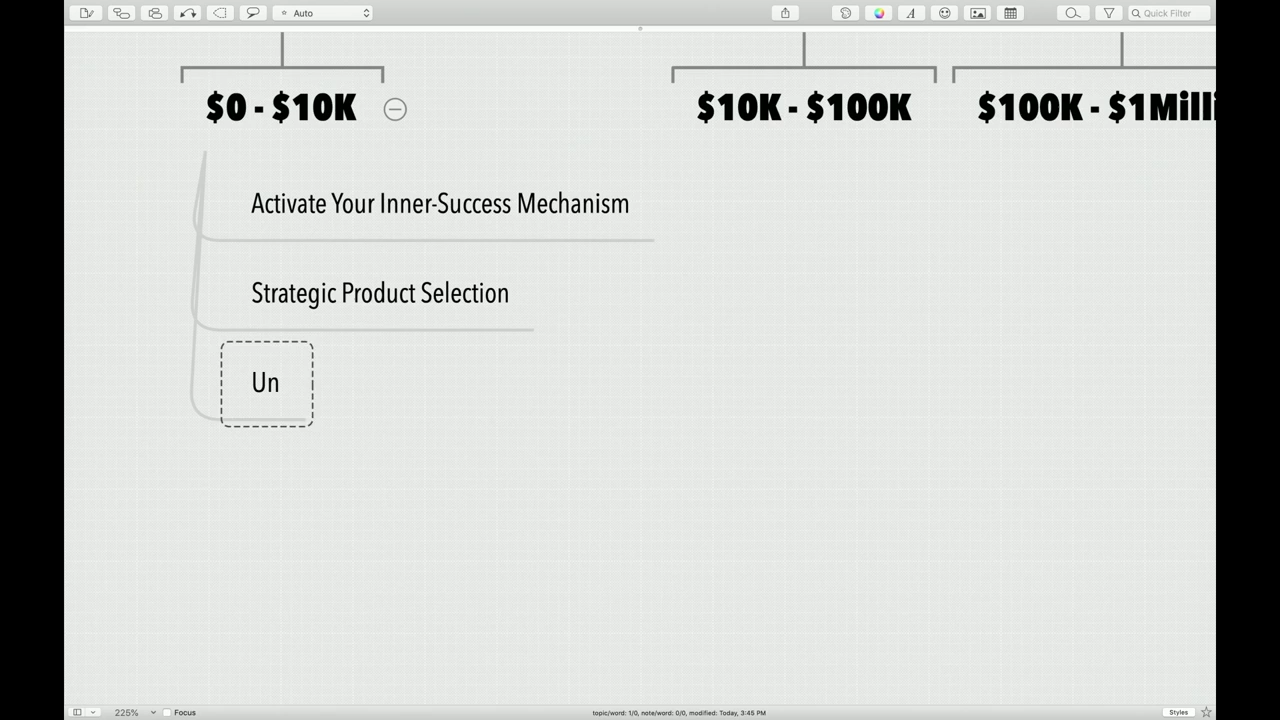 Auto
Quick Filter
$0 - $10K
$10K - $100K
$100K - $1Milli
Activate Your Inner-Success Mechanism
Strategic Product Selection
Un
225%
Focus
topic/word: 1/0, note/word: 0/0, modified: Today, 3:45 PM
Styles